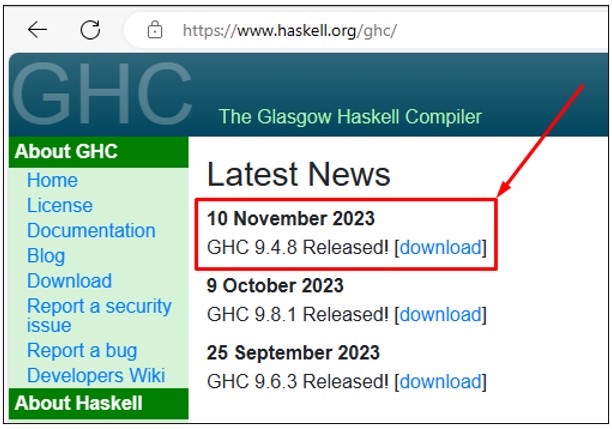 https://www.haskell.org/ghc/
GHC
The Glasgow Haskell Compiler
About GHC
Home
License
Documentation
Blog
Download
Report a security
issue
Report a bug
Developers Wiki
About Haskell
Latest News
10 November 2023
GHC 9.4.8 Released! [download]
9 October 2023
GHC 9.8.1 Released! [download]
25 September 2023
GHC 9.6.3 Released! [download]